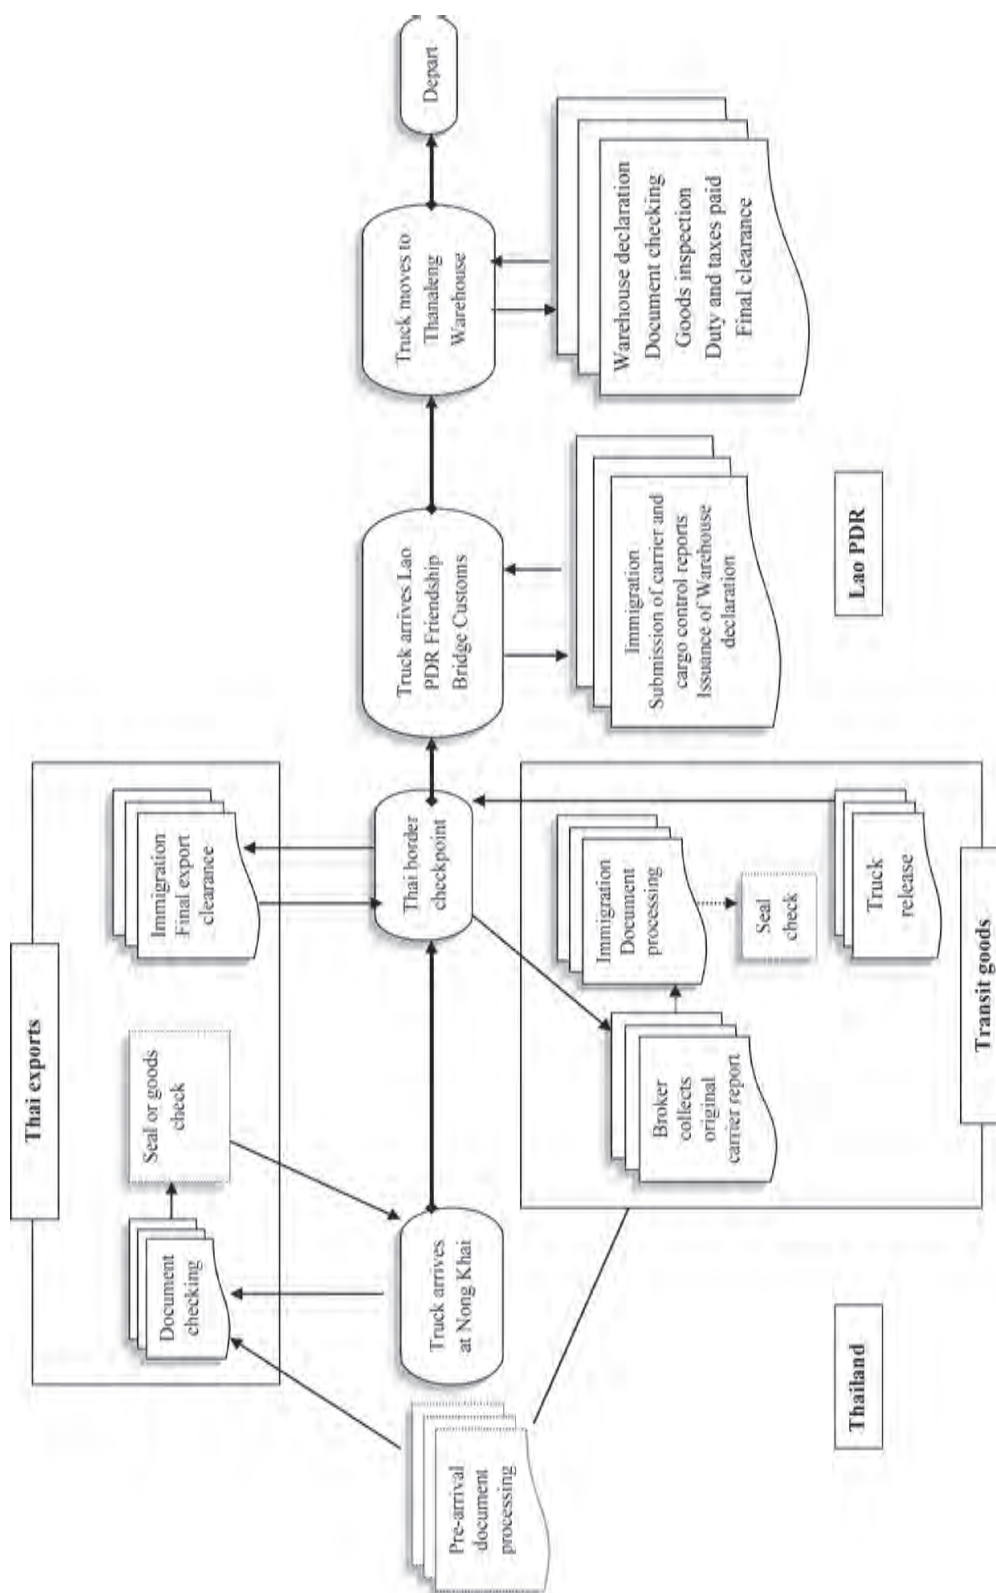 Thai exports
Document
checking
Seal or goods
check
Immigration
Final export
clearance
Pre-arrival
document
processing
Truck arrives
at Nong Khai
Thai border
checkpoint
Truck arrives Lao
PDR Friendship
Bridge Customs
Truck moves to
Thanaleng
Warehouse
Depart
Broker
collects
original
carrier report
Immigration
Document
processing
Seal
check
Truck
release
Transit goods
Immigration
Submission of carrier and
cargo control reports
Issuance of Warehouse
declaration
Warehouse declaration
Document checking
Goods inspection
Duty and taxes paid
Final clearance
Thailand
Lao PDR